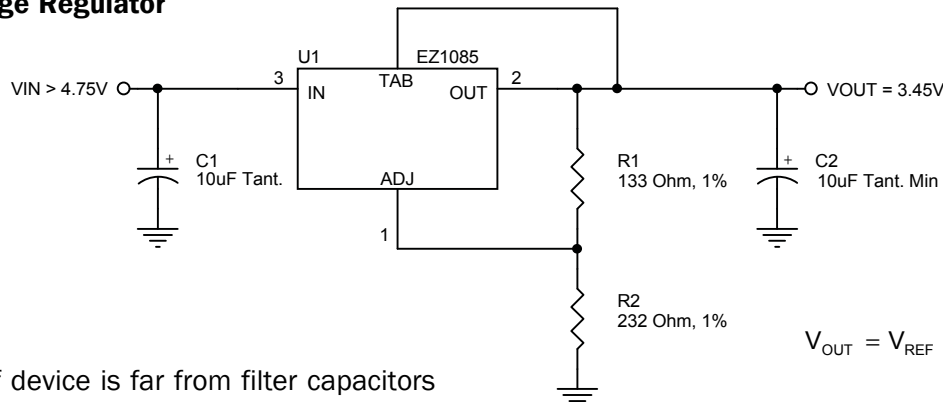 ge Regulator
U1 EZ1085
VIN > 4.75V 3 IN TAB OUT 2 VOUT = 3.45V
+ C1
10uF Tant.
ADJ
1
R1
133 Ohm, 1%
+ C2
10uF Tant. Min
R2
232 Ohm, 1%
V_OUT = V_REF
f device is far from filter capacitors